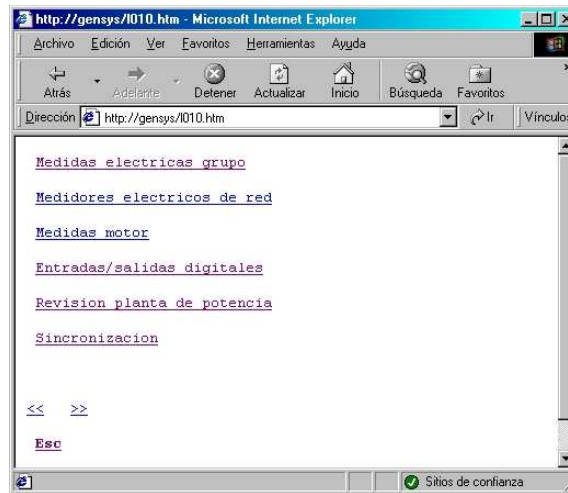 http://gensys/l010.htm - Microsoft Internet Explorer
Archivo Edición Ver Favoritos Herramientas Ayuda
Atrás Adelante Detener Actualizar Inicio Búsqueda Favoritos »
Dirección http://gensys/l010.htm Ir Vínculos
Medidas electricas grupo
Medidores electricos de red
Medidas motor
Entradas/salidas digitales
Revision planta de potencia
Sincronizacion
<< >>
Esc
Sitios de confianza